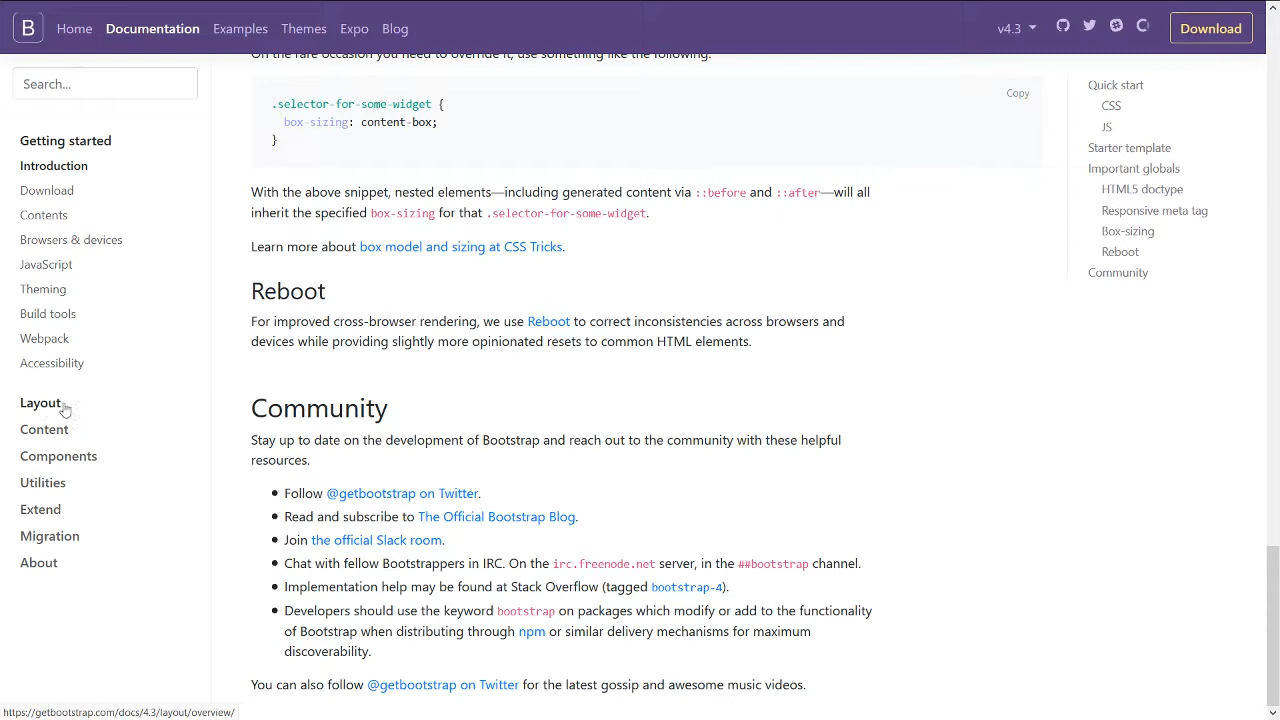 B Home Documentation Examples Themes Expo Blog v4.3 Download
Search...
Getting started
Introduction
Download
Contents
Browsers & devices
JavaScript
Theming
Build tools
Webpack
Accessibility
Layout
Content
Components
Utilities
Extend
Migration
About
On the rare occasion you need to override it, use something like the following:
Copy
.selector-for-some-widget {
box-sizing: content-box;
}
With the above snippet, nested elements—including generated content via ::before and ::after—will all
inherit the specified box-sizing for that .selector-for-some-widget.
Learn more about box model and sizing at CSS Tricks.
Reboot
For improved cross-browser rendering, we use Reboot to correct inconsistencies across browsers and
devices while providing slightly more opinionated resets to common HTML elements.
Community
Stay up to date on the development of Bootstrap and reach out to the community with these helpful
resources.
Follow @getbootstrap on Twitter.
Read and subscribe to The Official Bootstrap Blog.
Join the official Slack room.
Chat with fellow Bootstrappers in IRC. On the irc.freenode.net server, in the ##bootstrap channel.
Implementation help may be found at Stack Overflow (tagged bootstrap-4).
Developers should use the keyword bootstrap on packages which modify or add to the functionality
of Bootstrap when distributing through npm or similar delivery mechanisms for maximum
discoverability.
You can also follow @getbootstrap on Twitter for the latest gossip and awesome music videos.
Quick start
CSS
JS
Starter template
Important globals
HTML5 doctype
Responsive meta tag
Box-sizing
Reboot
Community
https://getbootstrap.com/docs/4.3/layout/overview/